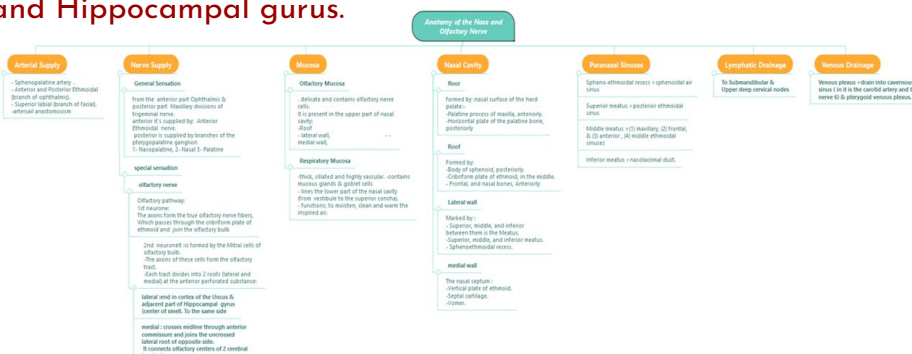 and Hippocampal gurus.
Anatomy of the Nose and
Olfactory Nerve
Arterial Supply
- Sphenopalatine artery .
- Anterior and Posterior Ethmoidal
(branch of ophthalmic).
- Superior labial (branch of facial).
-artersail anastomosism
Nerve Supply
General Sensation
from the anterior part Ophthalmic &
posterior part Maxillary divisions of
trigeminal nerve.
anterior it's supplied by: Anterior
Ethmoidal nerve.
posterior is supplied by branches of the
pterygopalatine ganglion
1- Nasopalatine, 2- Nasal 3- Palatine
special sensation
olfactory nerve
Olfactory pathway:
1st neurone:
The axons form the true olfactory nerve fibers,
Which passes through the cribriform plate of
ethmoid and join the olfactory bulb
2nd neuronelt :is formed by the Mitral cells of
olfactory bulb.
-The axons of these cells form the olfactory
tract.
-Each tract divides into 2 roots (lateral and
medial) at the anterior perforated substance:
lateral :end in cortex of the Uncus &
adjacent part of Hippocampal gyrus
(center of smell. To the same side
medial : crosses midline through anterior
commissure and joins the uncrossed
lateral root of opposite side.
It connects olfactory centers of 2 cerebral
Mucosa
Olfactory Mucosa
. delicate and contains olfactory nerve
cells.
It is present in the upper part of nasal
cavity:
-Roof
- lateral wall,
medial wall,
Respiratory Mucosa
-thick, ciliated and highly vascular. -contains
mucous glands & goblet cells
- lines the lower part of the nasal cavity
(from vestibule to the superior concha).
- functions; to moisten, clean and warm the
inspired air.
Nasal Cavity
floor
formed by :nasal surface of the hard
palate:-
-Palatine process of maxilla, anteriorly.
-Horizontal plate of the palatine bone,
posteriorly
Roof
Formed by:
-Body of sphenoid, posteriorly.
-Cribriform plate of ethmoid, in the middle.
- Frontal, and nasal bones, Anteriorly
Lateral wall
Marked by :
- Superior, middle, and inferior
between them is the Meatus.
-Superior, middle, and inferior meatus.
- Sphenoethmoidal recess.
medial wall
The nasal septum :
-Vertical plate of ethmoid.
-Septal cartilage.
-Vomer.
Paranasal Sinuses
Spheno-ethmoidal recess > sphenoidal air
sinus
Superior meatus >posterior ethmoidal
sinus
Middle meatus >(1) maxillary, (2) frontal,
& (3) anterior , (4) middle ethmoidal
sinuses
Inferior meatus >nasolacrimal duct.
Lymphatic Drainage
To Submandibular &
Upper deep cervical nodes
Venous Drainage
Venous plexus >drain into cavernous
sinus ( in it is the carotid artery and
nerve 6) & pterygoid venous plexus.